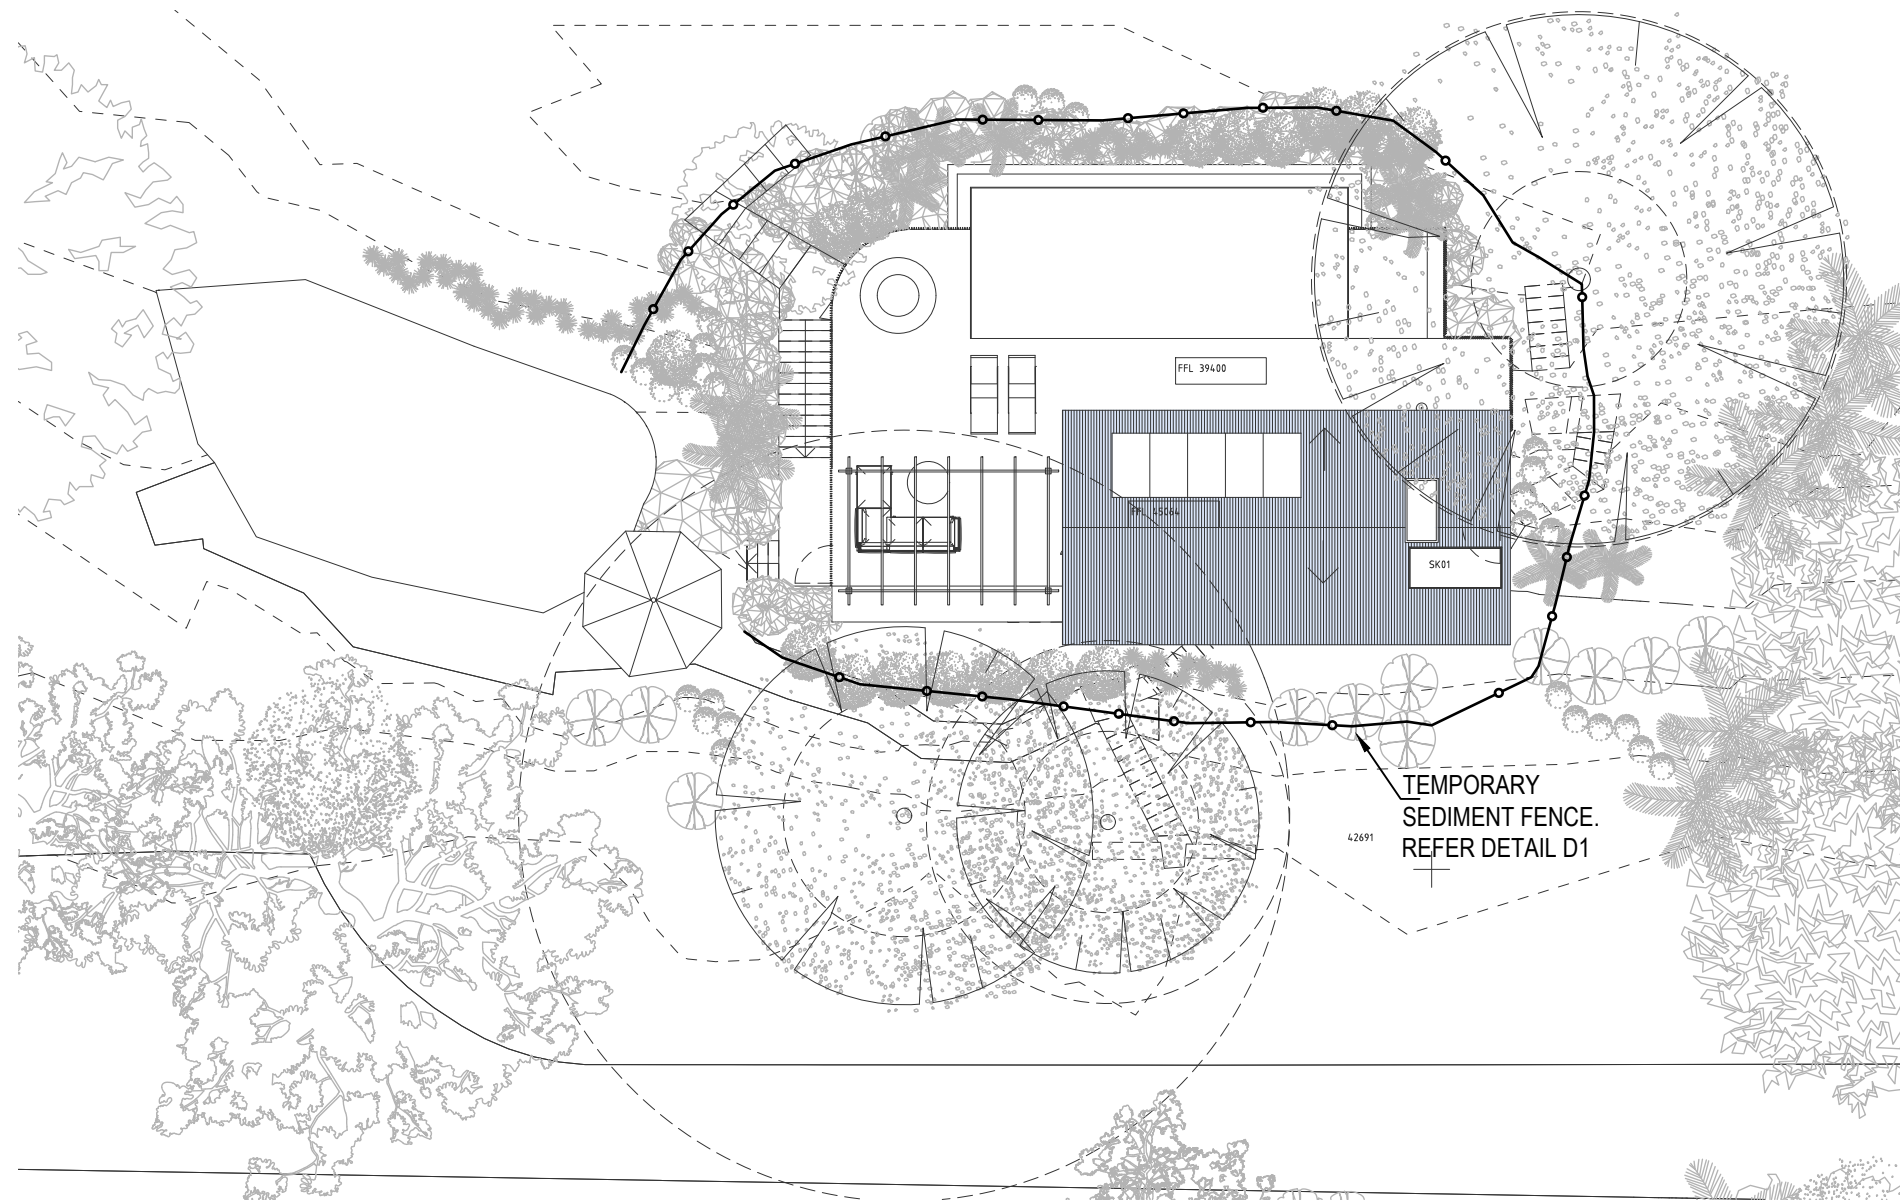 FFL 39400
FFL 45064
SK01
TEMPORARY
SEDIMENT FENCE.
REFER DETAIL D1
42691